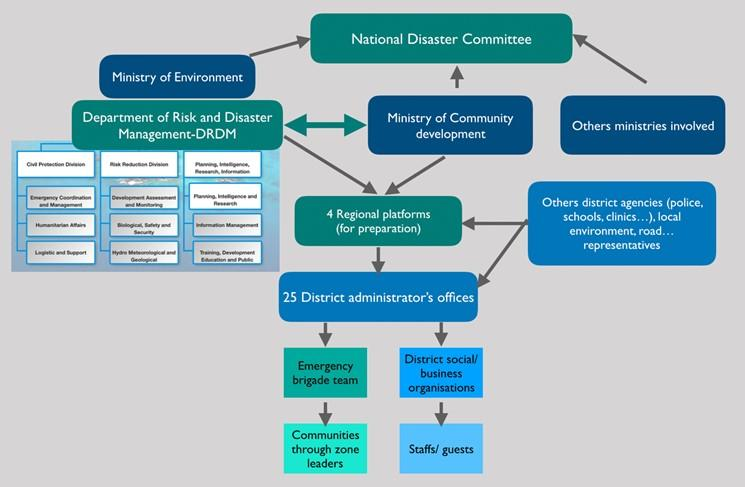 National Disaster Committee
Ministry of Environment
Department of Risk and Disaster
Management-DRDM
Ministry of Community
development
Others ministries involved
Civil Protection Division
Risk Reduction Division
Planning, Intelligence,
Research, Information
Emergency Coordination
and Management
Development Assessment
and Monitoring
Planning, Intelligence and
Research
Humanitarian Affairs
Biological, Safety and
Security
Information Management
Logistic and Support
Hydro Meteorological and
Geological
Training, Development
Education and Public
4 Regional platforms
(for preparation)
Others district agencies (police,
schools, clinics…), local
environment, road…
representatives
25 District administrator's offices
Emergency
brigade team
District social/
business
organisations
Communities
through zone
leaders
Staffs/ guests